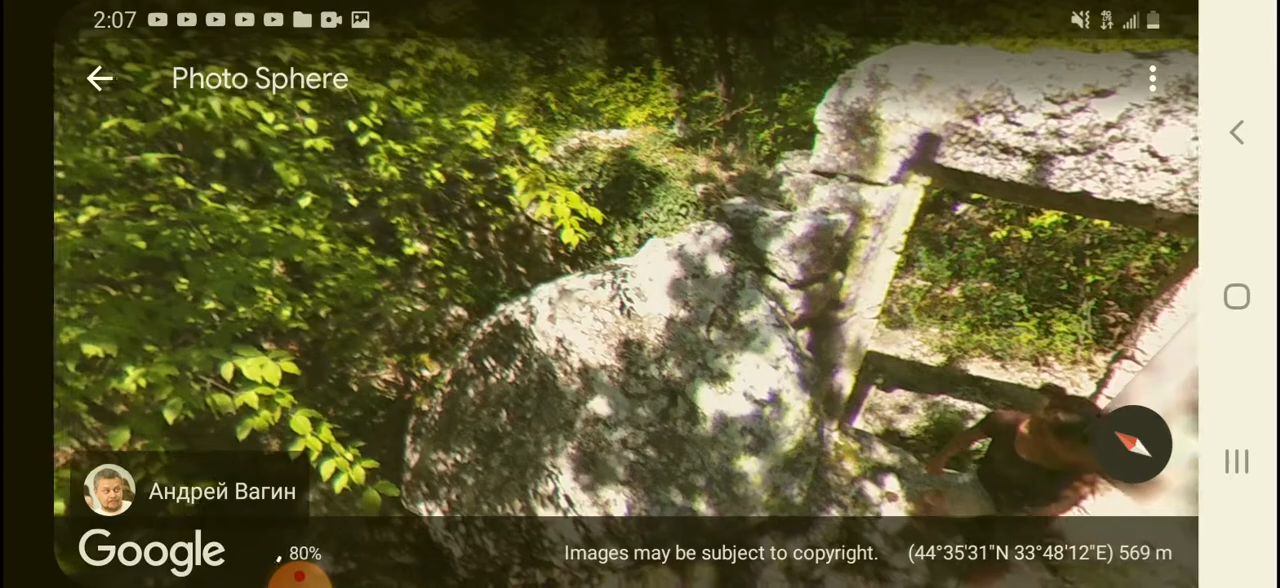 2:07
Photo Sphere
Андрей Вагин
Google
80%
Images may be subject to copyright.
(44°35'31"N 33°48'12"E) 569 m